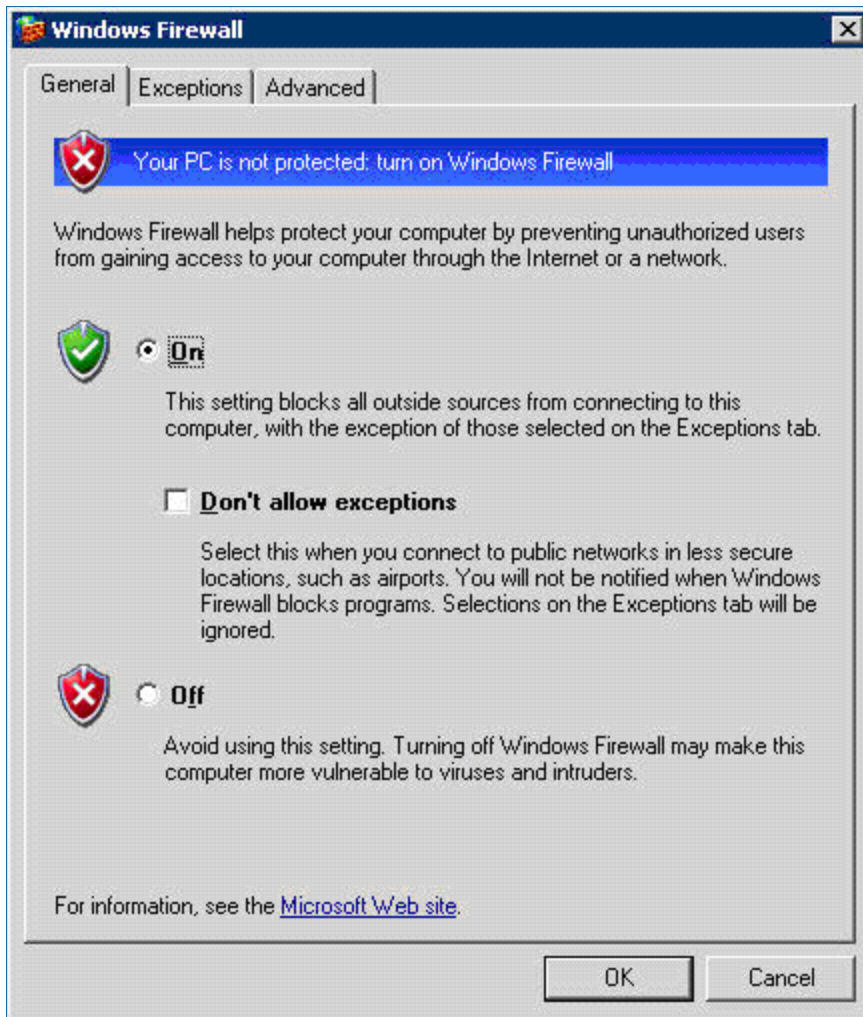 Windows Firewall
General Exceptions Advanced
Your PC is not protected: turn on Windows Firewall
Windows Firewall helps protect your computer by preventing unauthorized users
from gaining access to your computer through the Internet or a network.
On
This setting blocks all outside sources from connecting to this
computer, with the exception of those selected on the Exceptions tab.
Don't allow exceptions
Select this when you connect to public networks in less secure
locations, such as airports. You will not be notified when Windows
Firewall blocks programs. Selections on the Exceptions tab will be
ignored.
Off
Avoid using this setting. Turning off Windows Firewall may make this
computer more vulnerable to viruses and intruders.
For information, see the Microsoft Web site.
OK Cancel